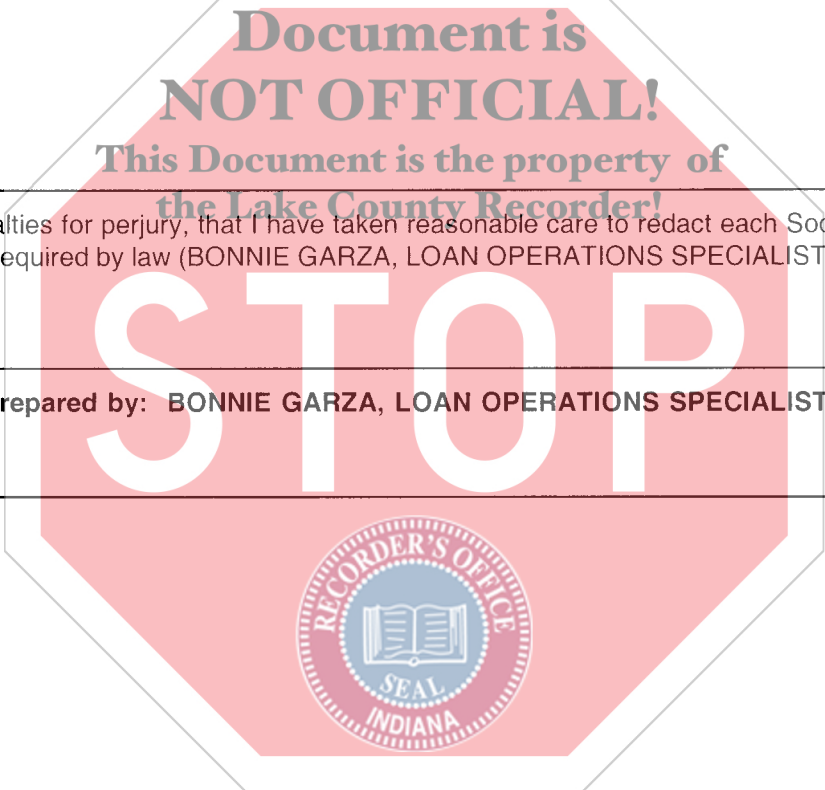 Document is
NOT OFFICIAL!
This Document is the property of
the Lake County Recorder!
alties for perjury, that I have taken reasonable care to redact each Soc
equired by law (BONNIE GARZA, LOAN OPERATIONS SPECIALIST
STOP
repared by: BONNIE GARZA, LOAN OPERATIONS SPECIALIST
RECORDER'S OFFICE
SEAL
INDIANA